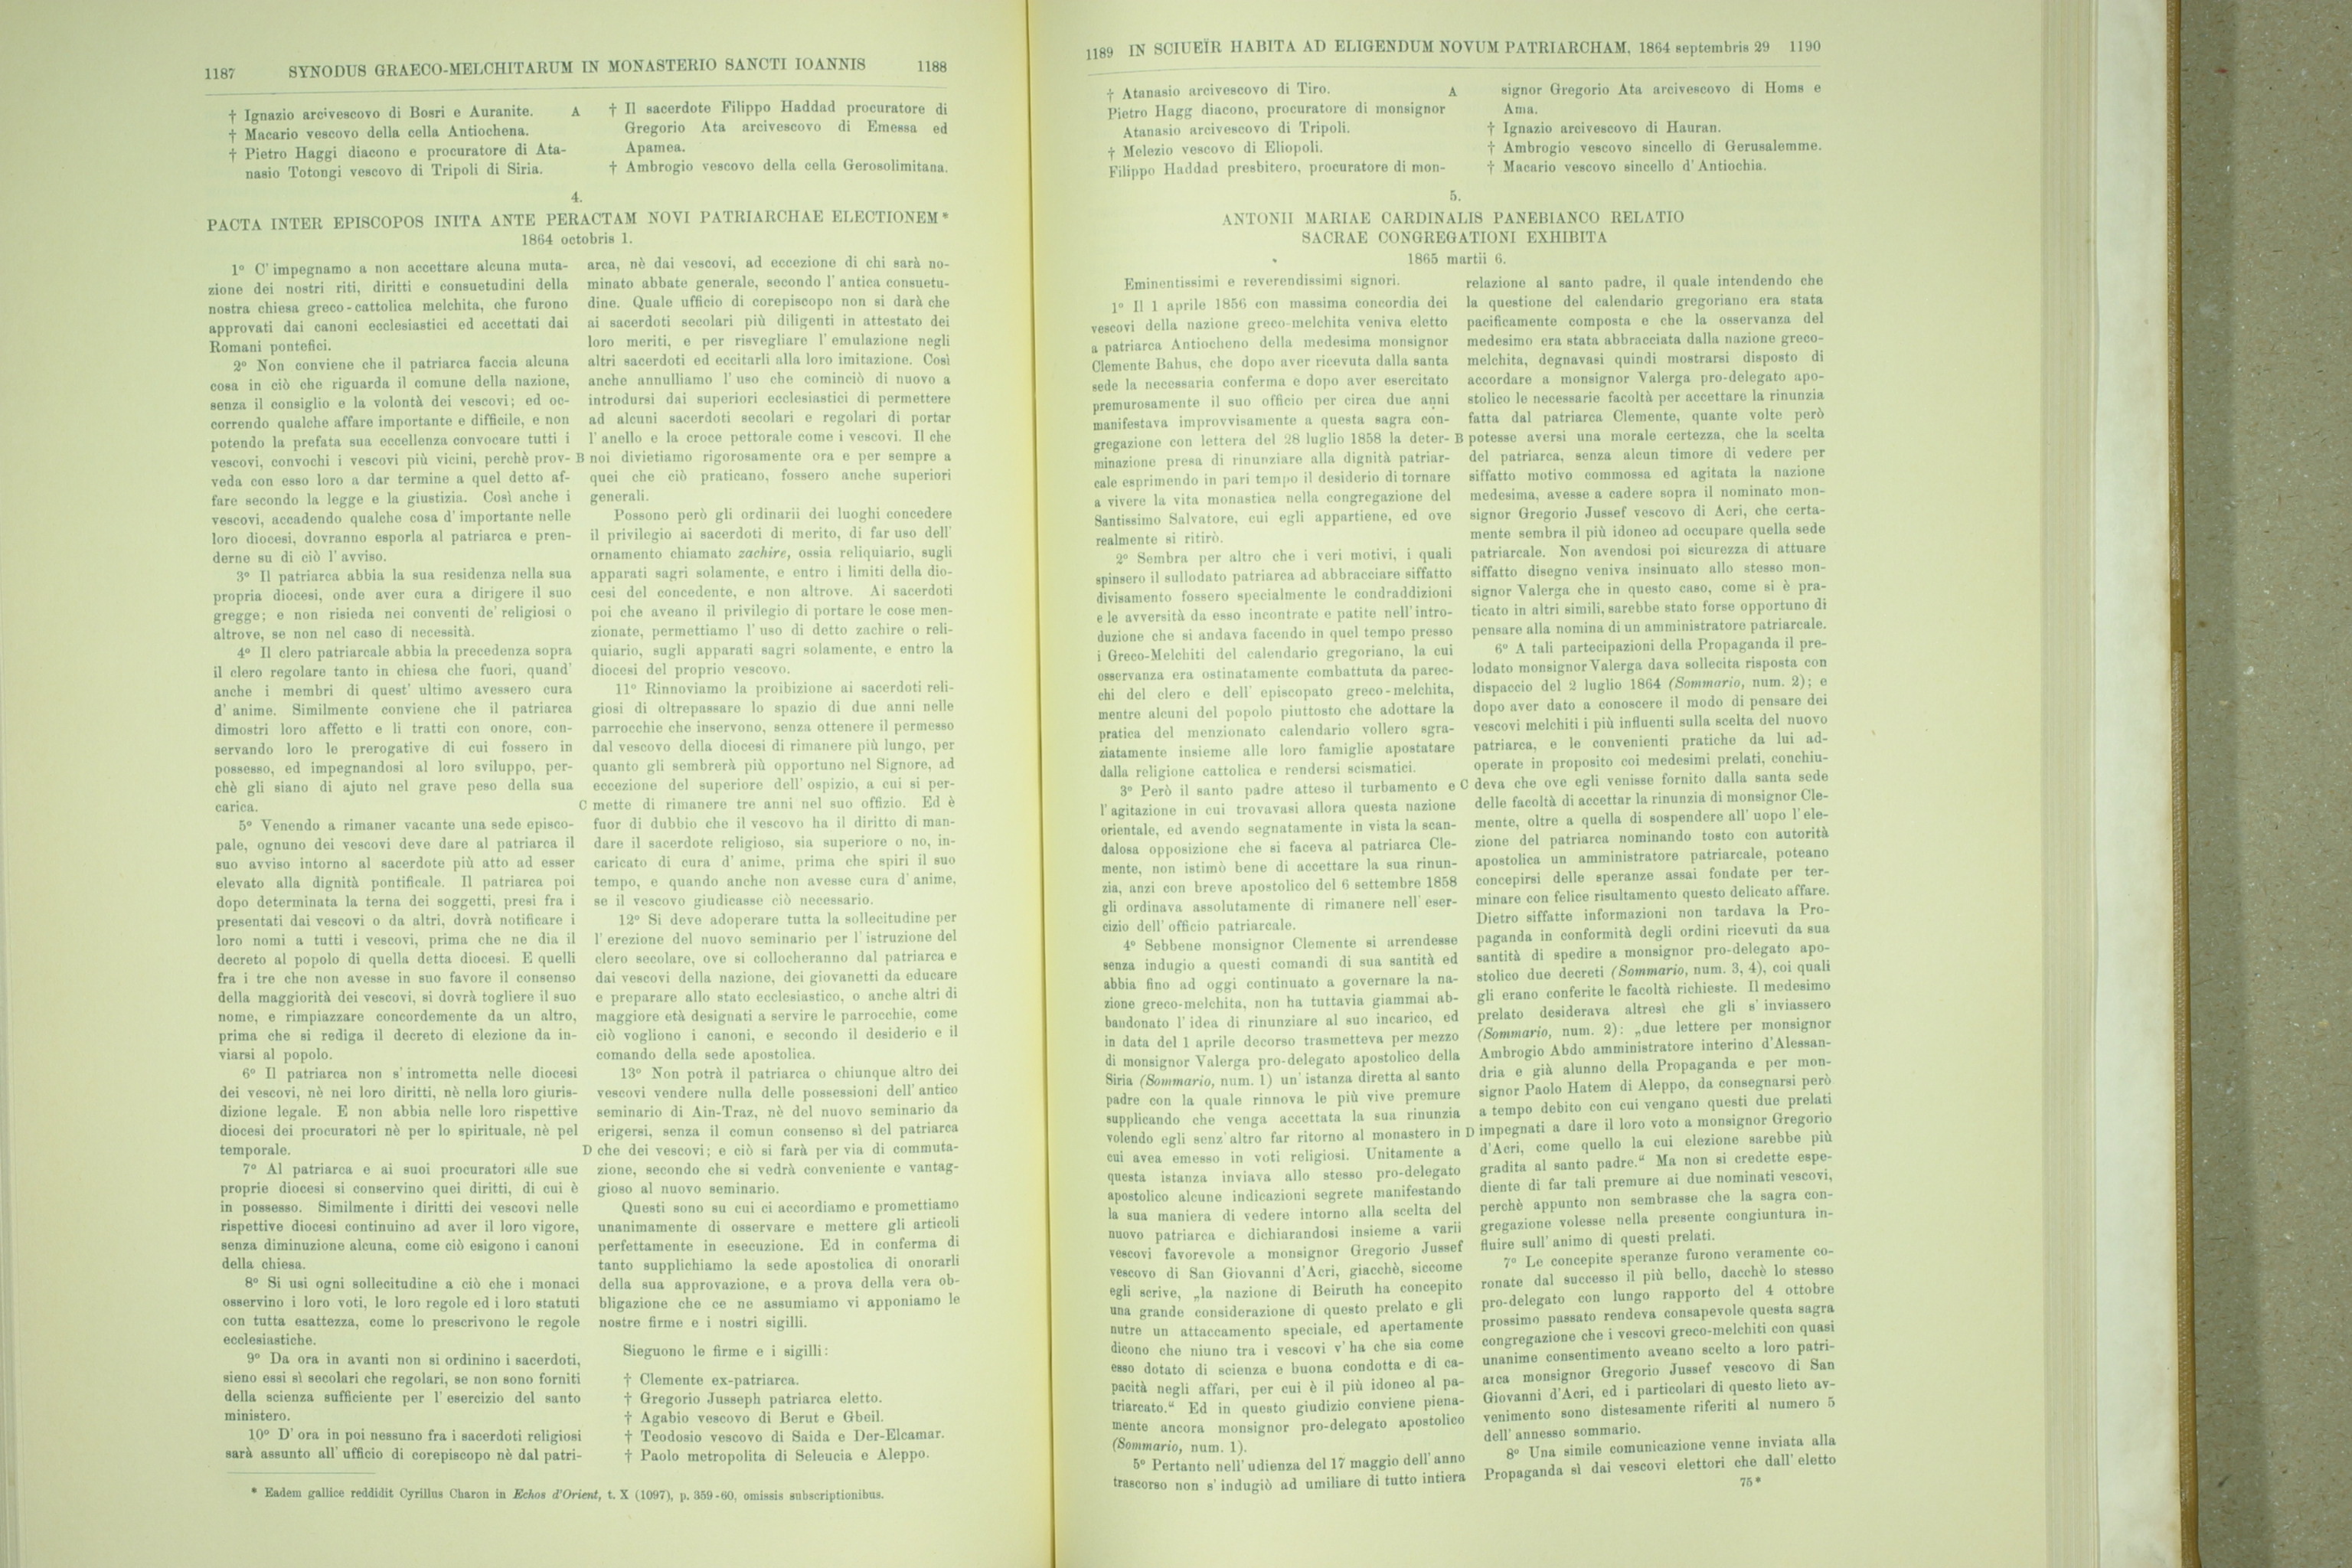 1187 SYNODUS GRAECO-MELCHITARUM IN MONASTERIO SANCTI IOANNIS 1188
† Ignazio arcivescovo di Bosri e Auranite.
† Macario vescovo della cella Antiochena.
† Pietro Haggi diacono e procuratore di Ata-
nasio Totongi vescovo di Tripoli di Siria.
A
† Il sacerdote Filippo Haddad procuratore di
Gregorio Ata arcivescovo di Emessa ed
Apamea.
† Ambrogio vescovo della cella Gerosolimitana.
4.
PACTA INTER EPISCOPOS INITA ANTE PERACTAM NOVI PATRIARCHAE ELECTIONEM*
1864 octobris 1.
1° C' impegnamo a non accettare alcuna muta-
zione dei nostri riti, diritti e consuetudini della
nostra chiesa greco-cattolica melchita, che furono
approvati dai canoni ecclesiastici ed accettati dai
Romani pontefici.
2° Non conviene che il patriarca faccia alcuna
cosa in ciò che riguarda il comune della nazione,
senza il consiglio e la volontà dei vescovi; ed oc-
correndo qualche affare importante e difficile, e non
potendo la prefata sua eccellenza convocare tutti i
vescovi, convochi i vescovi più vicini, perchè prov-
veda con esso loro a dar termine a quel detto af-
fare secondo la legge e la giustizia. Così anche i
vescovi, accadendo qualche cosa d' importante nelle
loro diocesi, dovranno esporla al patriarca e pren-
derne su di ciò l' avviso.
3° Il patriarca abbia la sua residenza nella sua
propria diocesi, onde aver cura a dirigere il suo
gregge; e non risieda nei conventi de' religiosi o
altrove, se non nel caso di necessità.
4° Il clero patriarcale abbia la precedenza sopra
il clero regolare tanto in chiesa che fuori, quand'
anche i membri di quest' ultimo avessero cura
d' anime. Similmente conviene che il patriarca
dimostri loro affetto e li tratti con onore, con-
servando loro le prerogative di cui fossero in
possesso, ed impegnandosi al loro sviluppo, per-
chè gli siano di ajuto nel grave peso della sua
carica.
5° Venendo a rimaner vacante una sede episco-
pale, ognuno dei vescovi deve dare al patriarca il
suo avviso intorno al sacerdote più atto ad esser
elevato alla dignità pontificale. Il patriarca poi
dopo determinata la terna dei soggetti, presi fra i
presentati dai vescovi o da altri, dovrà notificare i
loro nomi a tutti i vescovi, prima che ne dia il
decreto al popolo di quella detta diocesi. E quelli
fra i tre che non avesse in suo favore il consenso
della maggiorità dei vescovi, si dovrà togliere il suo
nome, e rimpiazzare concordemente da un altro,
prima che si rediga il decreto di elezione da in-
viarsi al popolo.
6° Il patriarca non s' intrometta nelle diocesi
dei vescovi, nè nei loro diritti, nè nella loro giuris-
dizione legale. E non abbia nelle loro rispettive
diocesi dei procuratori nè per lo spirituale, nè pel
temporale.
7° Al patriarca e ai suoi procuratori alle sue
proprie diocesi si conservino quei diritti, di cui è
in possesso. Similmente i diritti dei vescovi nelle
rispettive diocesi continuino ad aver il loro vigore,
senza diminuzione alcuna, come ciò esigono i canoni
della chiesa.
8° Si usi ogni sollecitudine a ciò che i monaci
osservino i loro voti, le loro regole ed i loro statuti
con tutta esattezza, come lo prescrivono le regole
ecclesiastiche.
9° Da ora in avanti non si ordinino i sacerdoti,
sieno essi sì secolari che regolari, se non sono forniti
della scienza sufficiente per l' esercizio del santo
ministero.
10° D' ora in poi nessuno fra i sacerdoti religiosi
sarà assunto all' ufficio di corepiscopo nè dal patri-
B
C
D
arca, nè dai vescovi, ad eccezione di chi sarà no-
minato abbate generale, secondo l' antica consuetu-
dine. Quale ufficio di corepiscopo non si darà che
ai sacerdoti secolari più diligenti in attestato dei
loro meriti, e per risvegliare l' emulazione negli
altri sacerdoti ed eccitarli alla loro imitazione. Così
anche annulliamo l' uso che cominciò di nuovo a
introdursi dai superiori ecclesiastici di permettere
ad alcuni sacerdoti secolari e regolari di portar
l' anello e la croce pettorale come i vescovi. Il che
noi divietiamo rigorosamente ora e per sempre a
quei che ciò praticano, fossero anche superiori
generali.
Possono però gli ordinarii dei luoghi concedere
il privilegio ai sacerdoti di merito, di far uso dell'
ornamento chiamato zachire, ossia reliquiario, sugli
apparati sagri solamente, e entro i limiti della dio-
cesi del concedente, e non altrove. Ai sacerdoti
poi che aveano il privilegio di portare le cose men-
zionate, permettiamo l' uso di detto zachire o reli-
quiario, sugli apparati sagri solamente, e entro la
diocesi del proprio vescovo.
11° Rinnoviamo la proibizione ai sacerdoti reli-
giosi di oltrepassare lo spazio di due anni nelle
parrocchie che inservono, senza ottenere il permesso
dal vescovo della diocesi di rimanere più lungo, per
quanto gli sembrerà più opportuno nel Signore, ad
eccezione del superiore dell' ospizio, a cui si per-
mette di rimanere tre anni nel suo offizio. Ed è
fuor di dubbio che il vescovo ha il diritto di man-
dare il sacerdote religioso, sia superiore o no, in-
caricato di cura d' anime, prima che spiri il suo
tempo, e quando anche non avesse cura d' anime,
se il vescovo giudicasse ciò necessario.
12° Si deve adoperare tutta la sollecitudine per
l' erezione del nuovo seminario per l' istruzione del
clero secolare, ove si collocheranno dal patriarca e
dai vescovi della nazione, dei giovanetti da educare
e preparare allo stato ecclesiastico, o anche altri di
maggiore età designati a servire le parrocchie, come
ciò vogliono i canoni, e secondo il desiderio e il
comando della sede apostolica.
13° Non potrà il patriarca o chiunque altro dei
vescovi vendere nulla delle possessioni dell' antico
seminario di Ain-Traz, nè del nuovo seminario da
erigersi, senza il comun consenso sì del patriarca
che dei vescovi; e ciò si farà per via di commuta-
zione, secondo che si vedrà conveniente e vantag-
gioso al nuovo seminario.
Questi sono su cui ci accordiamo e promettiamo
unanimamente di osservare e mettere gli articoli
perfettamente in esecuzione. Ed in conferma di
tanto supplichiamo la sede apostolica di onorarli
della sua approvazione, e a prova della vera ob-
bligazione che ce ne assumiamo vi apponiamo le
nostre firme e i nostri sigilli.
Sieguono le firme e i sigilli:
† Clemente ex-patriarca.
† Gregorio Jusseph patriarca eletto.
† Agabio vescovo di Berut e Gbeil.
† Teodosio vescovo di Saida e Der-Elcamar.
† Paolo metropolita di Seleucia e Aleppo.
* Eadem gallice reddidit Cyrillus Charon in Echos d'Orient, t. X (1097), p. 359-60, omissis subscriptionibus.
1189 IN SCIUEÏR HABITA AD ELIGENDUM NOVUM PATRIARCHAM, 1864 septembris 29 1190
† Atanasio arcivescovo di Tiro.
Pietro Hagg diacono, procuratore di monsignor
Atanasio arcivescovo di Tripoli.
† Melezio vescovo di Eliopoli.
Filippo Haddad presbitero, procuratore di mon-
A
signor Gregorio Ata arcivescovo di Homs e
Ama.
† Ignazio arcivescovo di Hauran.
† Ambrogio vescovo sincello di Gerusalemme.
† Macario vescovo sincello d' Antiochia.
5.
ANTONII MARIAE CARDINALIS PANEBIANCO RELATIO
SACRAE CONGREGATIONI EXHIBITA
1865 martii 6.
Eminentissimi e reverendissimi signori.
1° Il 1 aprile 1856 con massima concordia dei
vescovi della nazione greco-melchita veniva eletto
a patriarca Antiocheno della medesima monsignor
Clemente Bahus, che dopo aver ricevuta dalla santa
sede la necessaria conferma e dopo aver esercitato
premurosamente il suo officio per circa due anni
manifestava improvvisamente a questa sagra con-
gregazione con lettera del 28 luglio 1858 la deter-
minazione presa di rinunziare alla dignità patriar-
cale esprimendo in pari tempo il desiderio di tornare
a vivere la vita monastica nella congregazione del
Santissimo Salvatore, cui egli appartiene, ed ove
realmente si ritirò.
2° Sembra per altro che i veri motivi, i quali
spinsero il sullodato patriarca ad abbracciare siffatto
divisamento fossero specialmente le condraddizioni
e le avversità da esso incontrate e patite nell' intro-
duzione che si andava facendo in quel tempo presso
i Greco-Melchiti del calendario gregoriano, la cui
osservanza era ostinatamente combattuta da parec-
chi del clero e dell' episcopato greco-melchita,
mentre alcuni del popolo piuttosto che adottare la
pratica del menzionato calendario vollero sgra-
ziatamente insieme alle loro famiglie apostatare
dalla religione cattolica e rendersi scismatici.
3° Però il santo padre atteso il turbamento e
l' agitazione in cui trovavasi allora questa nazione
orientale, ed avendo segnatamente in vista la scan-
dalosa opposizione che si faceva al patriarca Cle-
mente, non istimò bene di accettare la sua rinun-
zia, anzi con breve apostolico del 6 settembre 1858
gli ordinava assolutamente di rimanere nell' eser-
cizio dell' officio patriarcale.
4° Sebbene monsignor Clemente si arrendesse
senza indugio a questi comandi di sua santità ed
abbia fino ad oggi continuato a governare la na-
zione greco-melchita, non ha tuttavia giammai ab-
bandonato l' idea di rinunziare al suo incarico, ed
in data del 1 aprile decorso trasmetteva per mezzo
di monsignor Valerga pro-delegato apostolico della
Siria (Sommario, num. 1) un' istanza diretta al santo
padre con la quale rinnova le più vive premure
supplicando che venga accettata la sua rinunzia
volendo egli senz' altro far ritorno al monastero in
cui avea emesso in voti religiosi. Unitamente a
questa istanza inviava allo stesso pro-delegato
apostolico alcune indicazioni segrete manifestando
la sua maniera di vedere intorno alla scelta del
nuovo patriarca e dichiarandosi insieme a varii
vescovi favorevole a monsignor Gregorio Jussef
vescovo di San Giovanni d'Acri, giacchè, siccome
egli scrive, „la nazione di Beiruth ha concepito
una grande considerazione di questo prelato e gli
nutre un attaccamento speciale, ed apertamente
dicono che niuno tra i vescovi v' ha che sia come
esso dotato di scienza e buona condotta e di ca-
pacità negli affari, per cui è il più idoneo al pa-
triarcato.“ Ed in questo giudizio conviene piena-
mente ancora monsignor pro-delegato apostolico
(Sommario, num. 1).
5° Pertanto nell' udienza del 17 maggio dell' anno
trascorso non s' indugiò ad umiliare di tutto intiera
B
C
D
relazione al santo padre, il quale intendendo che
la questione del calendario gregoriano era stata
pacificamente composta e che la osservanza del
medesimo era stata abbracciata dalla nazione greco-
melchita, degnavasi quindi mostrarsi disposto di
accordare a monsignor Valerga pro-delegato apo-
stolico le necessarie facoltà per accettare la rinunzia
fatta dal patriarca Clemente, quante volte però
potesse aversi una morale certezza, che la scelta
del patriarca, senza alcun timore di vedere per
siffatto motivo commossa ed agitata la nazione
medesima, avesse a cadere sopra il nominato mon-
signor Gregorio Jussef vescovo di Acri, che certa-
mente sembra il più idoneo ad occupare quella sede
patriarcale. Non avendosi poi sicurezza di attuare
siffatto disegno veniva insinuato allo stesso mon-
signor Valerga che in questo caso, come si è pra-
ticato in altri simili, sarebbe stato forse opportuno di
pensare alla nomina di un amministratore patriarcale.
6° A tali partecipazioni della Propaganda il pre-
lodato monsignor Valerga dava sollecita risposta con
dispaccio del 2 luglio 1864 (Sommario, num. 2); e
dopo aver dato a conoscere il modo di pensare dei
vescovi melchiti i più influenti sulla scelta del nuovo
patriarca, e le convenienti pratiche da lui ad-
operate in proposito coi medesimi prelati, conchiu-
deva che ove egli venisse fornito dalla santa sede
delle facoltà di accettar la rinunzia di monsignor Cle-
mente, oltre a quella di sospendere all' uopo l' ele-
zione del patriarca nominando tosto con autorità
apostolica un amministratore patriarcale, poteano
concepirsi delle speranze assai fondate per ter-
minare con felice risultamento questo delicato affare.
Dietro siffatte informazioni non tardava la Pro-
paganda in conformità degli ordini ricevuti da sua
santità di spedire a monsignor pro-delegato apo-
stolico due decreti (Sommario, num. 3, 4), coi quali
gli erano conferite le facoltà richieste. Il medesimo
prelato desiderava altresì che gli s' inviassero
(Sommario, num. 2): „due lettere per monsignor
Ambrogio Abdo amministratore interino d'Alessan-
dria e già alunno della Propaganda e per mon-
signor Paolo Hatem di Aleppo, da consegnarsi però
a tempo debito con cui vengano questi due prelati
impegnati a dare il loro voto a monsignor Gregorio
d'Acri, come quello la cui elezione sarebbe più
gradita al santo padre.“ Ma non si credette espe-
diente di far tali premure ai due nominati vescovi,
perchè appunto non sembrasse che la sagra con-
gregazione volesse nella presente congiuntura in-
fluire sull' animo di questi prelati.
7° Le concepite speranze furono veramente co-
ronate dal successo il più bello, dacchè lo stesso
pro-delegato con lungo rapporto del 4 ottobre
prossimo passato rendeva consapevole questa sagra
congregazione che i vescovi greco-melchiti con quasi
unanime consentimento aveano scelto a loro patri-
arca monsignor Gregorio Jussef vescovo di San
Giovanni d'Acri, ed i particolari di questo lieto av-
venimento sono distesamente riferiti al numero 5
dell' annesso sommario.
8° Una simile comunicazione venne inviata alla
Propaganda sì dai vescovi elettori che dall' eletto
75*